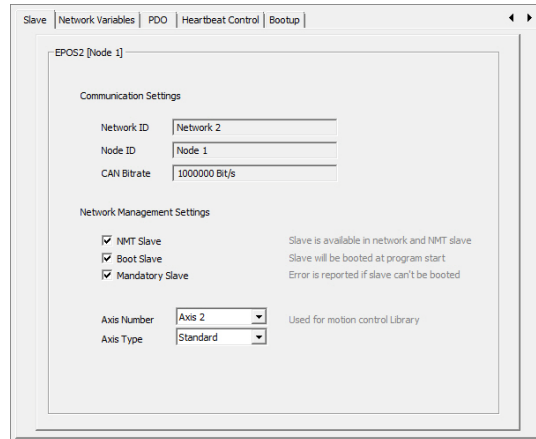 Slave Network Variables PDO Heartbeat Control Bootup
EPOS2 [Node 1]
Communication Settings
Network ID Network 2
Node ID Node 1
CAN Bitrate 1000000 Bit/s
Network Management Settings
NMT Slave Slave is available in network and NMT slave
Boot Slave Slave will be booted at program start
Mandatory Slave Error is reported if slave can't be booted
Axis Number Axis 2 Used for motion control Library
Axis Type Standard